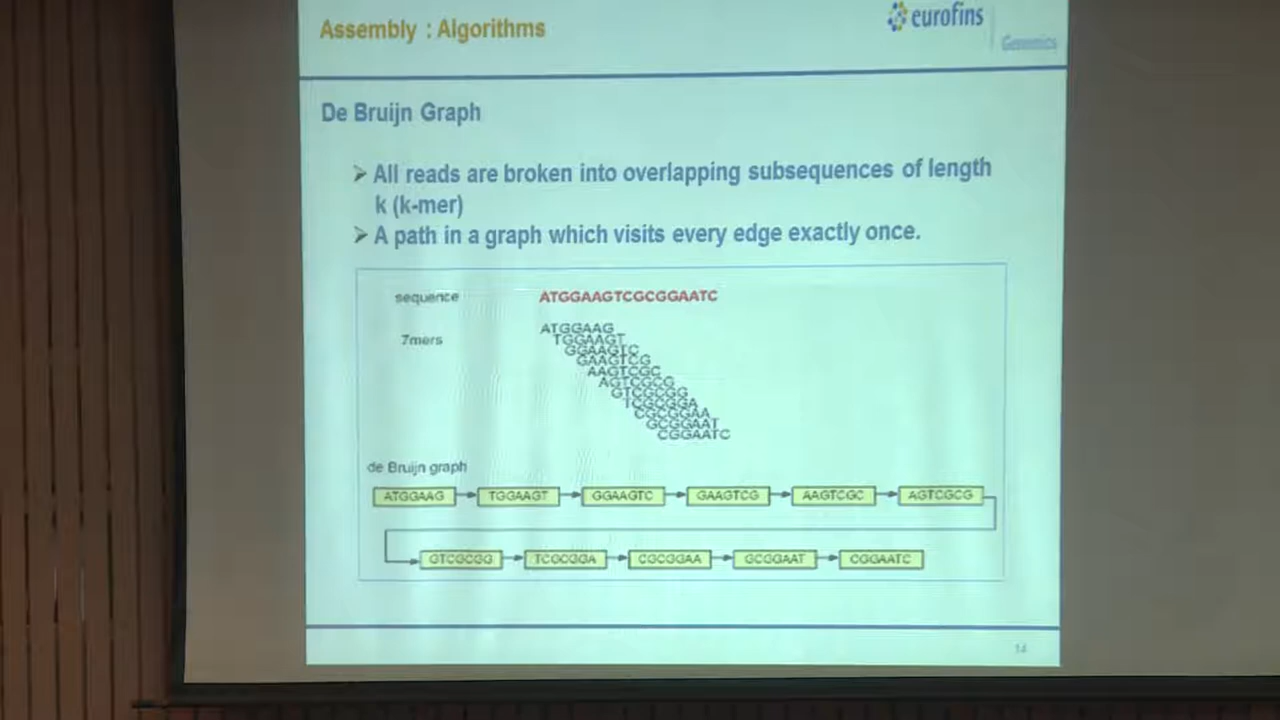 Assembly : Algorithms
eurofins
Genomics
De Bruijn Graph
➢ All reads are broken into overlapping subsequences of length
k (k-mer)
➢ A path in a graph which visits every edge exactly once.
sequence ATGGAAGTCGCGGAATC
7mers
ATGGAAG
TGGAAGT
GGAAGTC
GAAGTCG
AAGTCGC
AGTCGCG
GTCGCGG
TCGCGGA
CGCGGAA
GCGGAAT
CGGAATC
de Bruijn graph
ATGGAAG TGGAAGT GGAAGTC GAAGTCG AAGTCGC AGTCGCG
GTCGCGG TCGCGGA CGCGGAA GCGGAAT CGGAATC
14